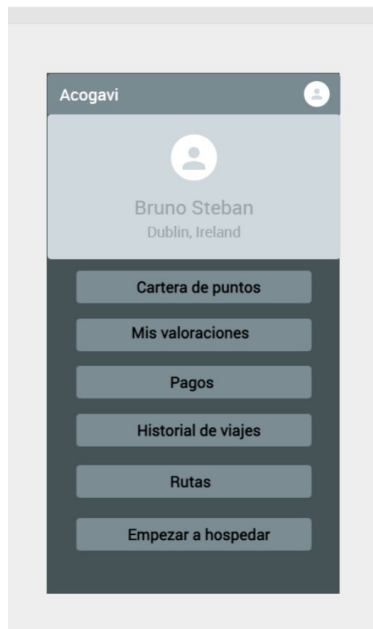 Acogavi
Bruno Steban
Dublin, Ireland
Cartera de puntos
Mis valoraciones
Pagos
Historial de viajes
Rutas
Empezar a hospedar